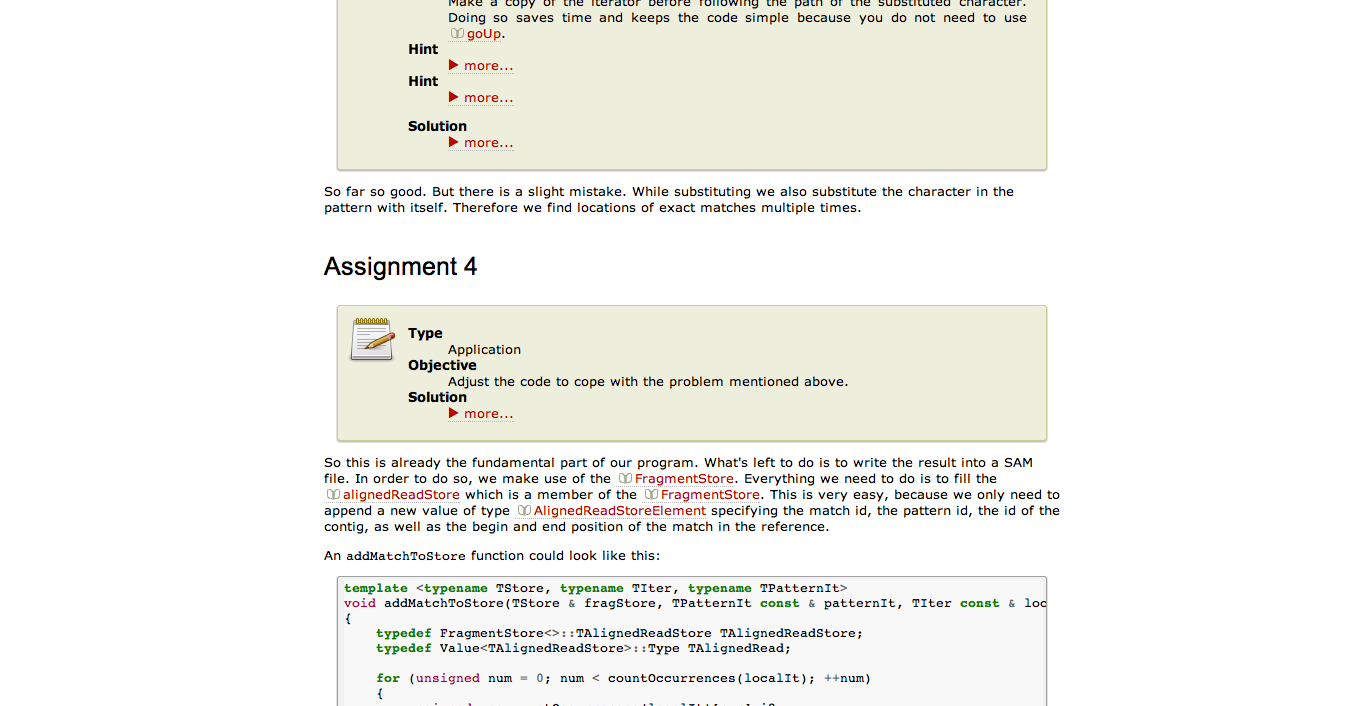 Make a copy of the iterator before following the path of the substituted character.
Doing so saves time and keeps the code simple because you do not need to use
goUp.
Hint
more...
Hint
more...
Solution
more...
So far so good. But there is a slight mistake. While substituting we also substitute the character in the
pattern with itself. Therefore we find locations of exact matches multiple times.
Assignment 4
Type
Application
Objective
Adjust the code to cope with the problem mentioned above.
Solution
more...
So this is already the fundamental part of our program. What's left to do is to write the result into a SAM
file. In order to do so, we make use of the FragmentStore. Everything we need to do is to fill the
alignedReadStore which is a member of the FragmentStore. This is very easy, because we only need to
append a new value of type AlignedReadStoreElement specifying the match id, the pattern id, the id of the
contig, as well as the begin and end position of the match in the reference.
An addMatchToStore function could look like this:
template <typename TStore, typename TIter, typename TPatternIt>
void addMatchToStore(TStore & fragStore, TPatternIt const & patternIt, TIter const & loc
{
typedef FragmentStore<>::TAlignedReadStore TAlignedReadStore;
typedef Value<TAlignedReadStore>::Type TAlignedRead;
for (unsigned num = 0; num < countOccurrences(localIt); ++num)
{